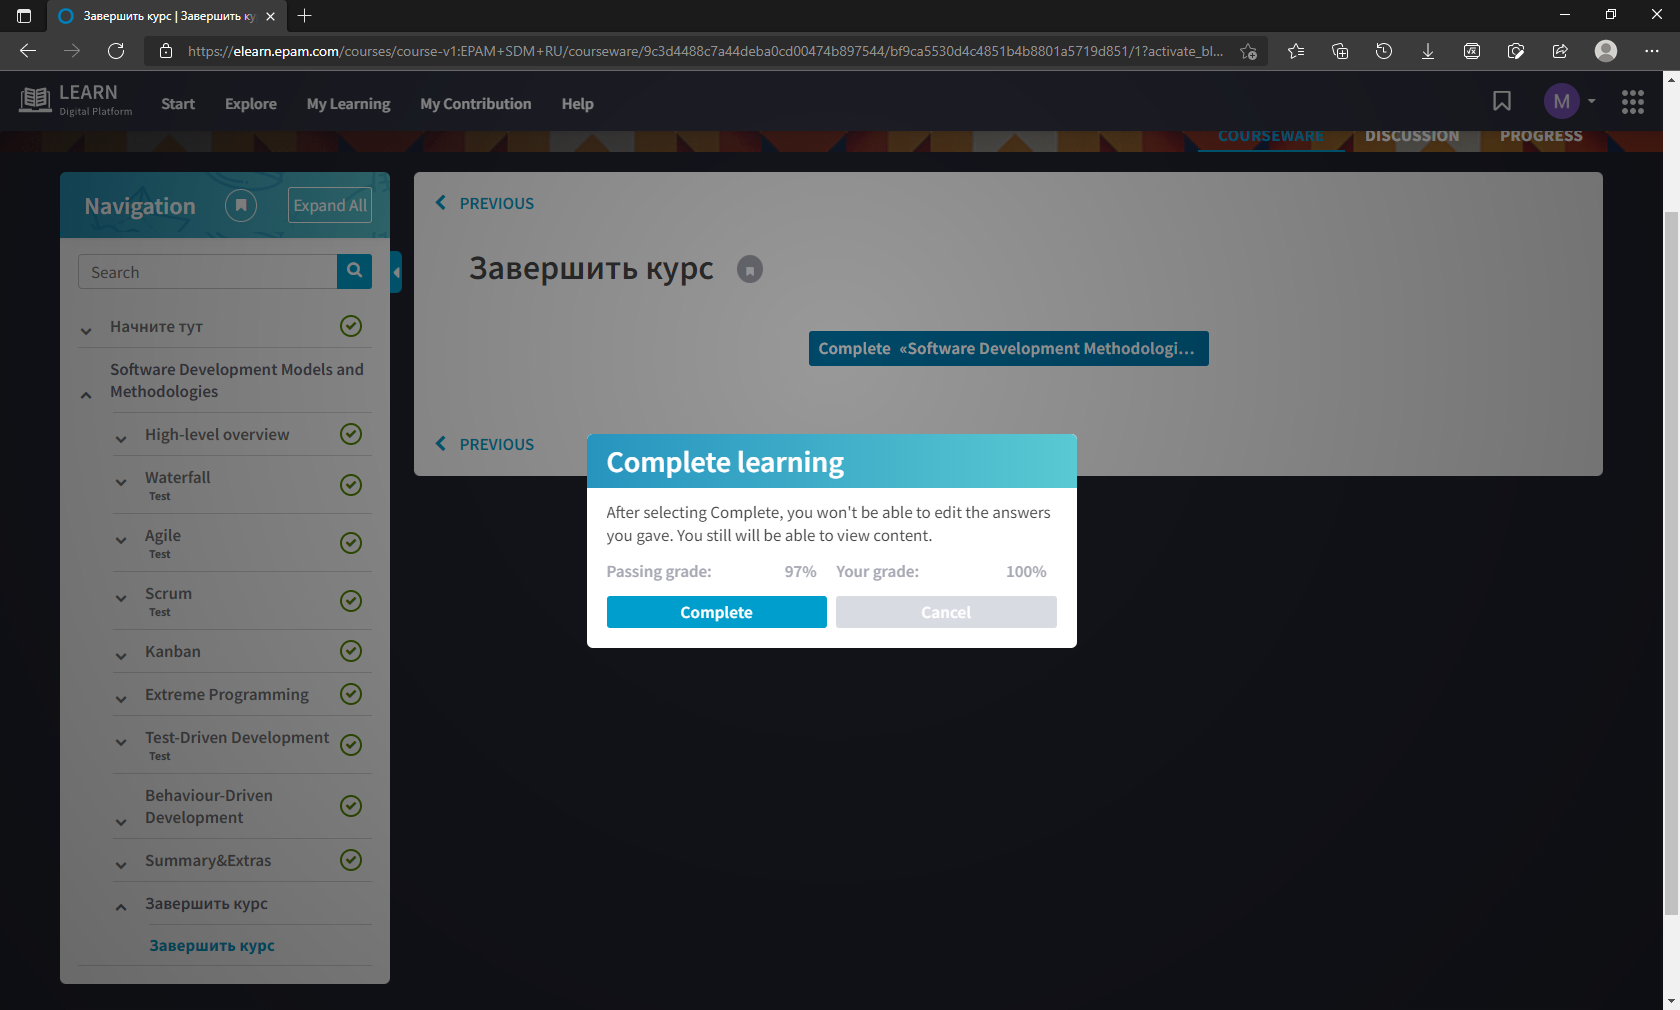 Завершить курс | Завершить ку
https://elearn.epam.com/courses/course-v1:EPAM+SDM+RU/courseware/9c3d4488c7a44deba0cd00474b897544/bf9ca5530d4c4851b4b8801a5719d851/1?activate_bl...
LEARN
Digital Platform
Start
Explore
My Learning
My Contribution
Help
M
COURSEWARE
DISCUSSION
PROGRESS
Navigation
Expand All
Search
Начните тут
Software Development Models and
Methodologies
High-level overview
Waterfall
Test
Agile
Test
Scrum
Test
Kanban
Extreme Programming
Test-Driven Development
Test
Behaviour-Driven
Development
Summary&Extras
Завершить курс
Завершить курс
PREVIOUS
Завершить курс
Complete «Software Development Methodologi...
PREVIOUS
Complete learning
After selecting Complete, you won't be able to edit the answers
you gave. You still will be able to view content.
Passing grade: 97% Your grade: 100%
Complete
Cancel